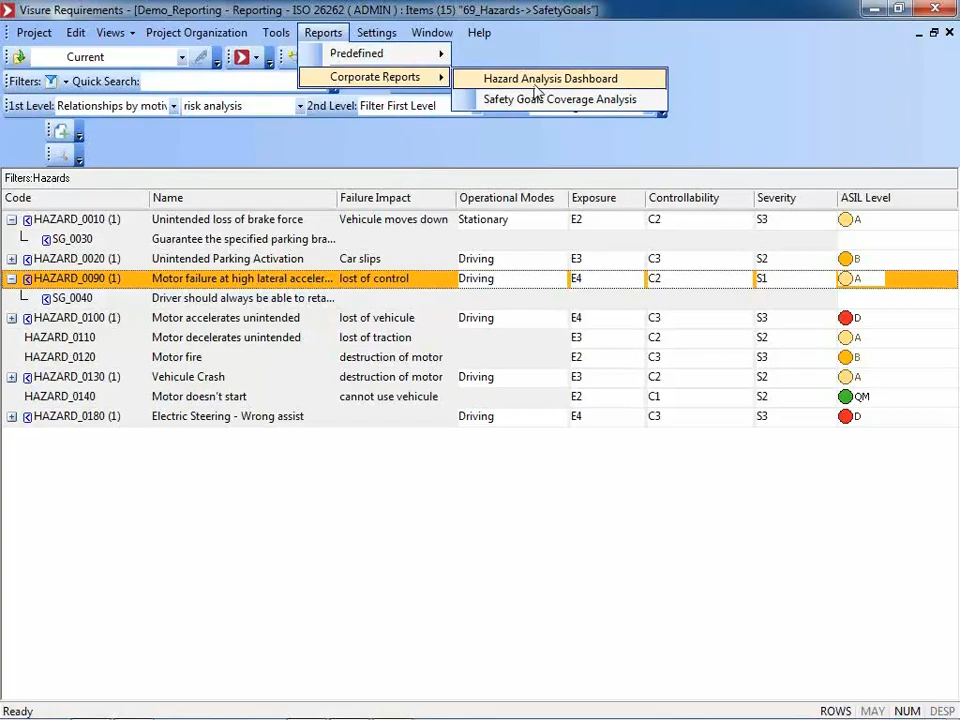 Visure Requirements - [Demo_Reporting - Reporting - ISO 26262 ( ADMIN ) : Items (15) "69_Hazards->SafetyGoals"]
Project Edit Views Project Organization Tools Reports Settings Window Help
Current
Predefined
Filters: Quick Search:
Corporate Reports
Hazard Analysis Dashboard
Safety Goals Coverage Analysis
1st Level: Relationships by motiv risk analysis 2nd Level: Filter First Level
Filters:Hazards
Code Name Failure Impact Operational Modes Exposure Controllability Severity ASIL Level
HAZARD_0010 (1) Unintended loss of brake force Vehicule moves down Stationary E2 C2 S3 A
SG_0030 Guarantee the specified parking bra...
HAZARD_0020 (1) Unintended Parking Activation Car slips Driving E3 C3 S2 B
HAZARD_0090 (1) Motor failure at high lateral acceler... lost of control Driving E4 C2 S1 A
SG_0040 Driver should always be able to reta...
HAZARD_0100 (1) Motor accelerates unintended lost of vehicule Driving E4 C3 S3 D
HAZARD_0110 Motor decelerates unintended lost of traction E3 C2 S2 A
HAZARD_0120 Motor fire destruction of motor E2 C3 S3 B
HAZARD_0130 (1) Vehicule Crash destruction of motor Driving E3 C2 S2 A
HAZARD_0140 Motor doesn't start cannot use vehicule E2 C1 S2 QM
HAZARD_0180 (1) Electric Steering - Wrong assist Driving E4 C3 S3 D
Ready ROWS MAY NUM DESP